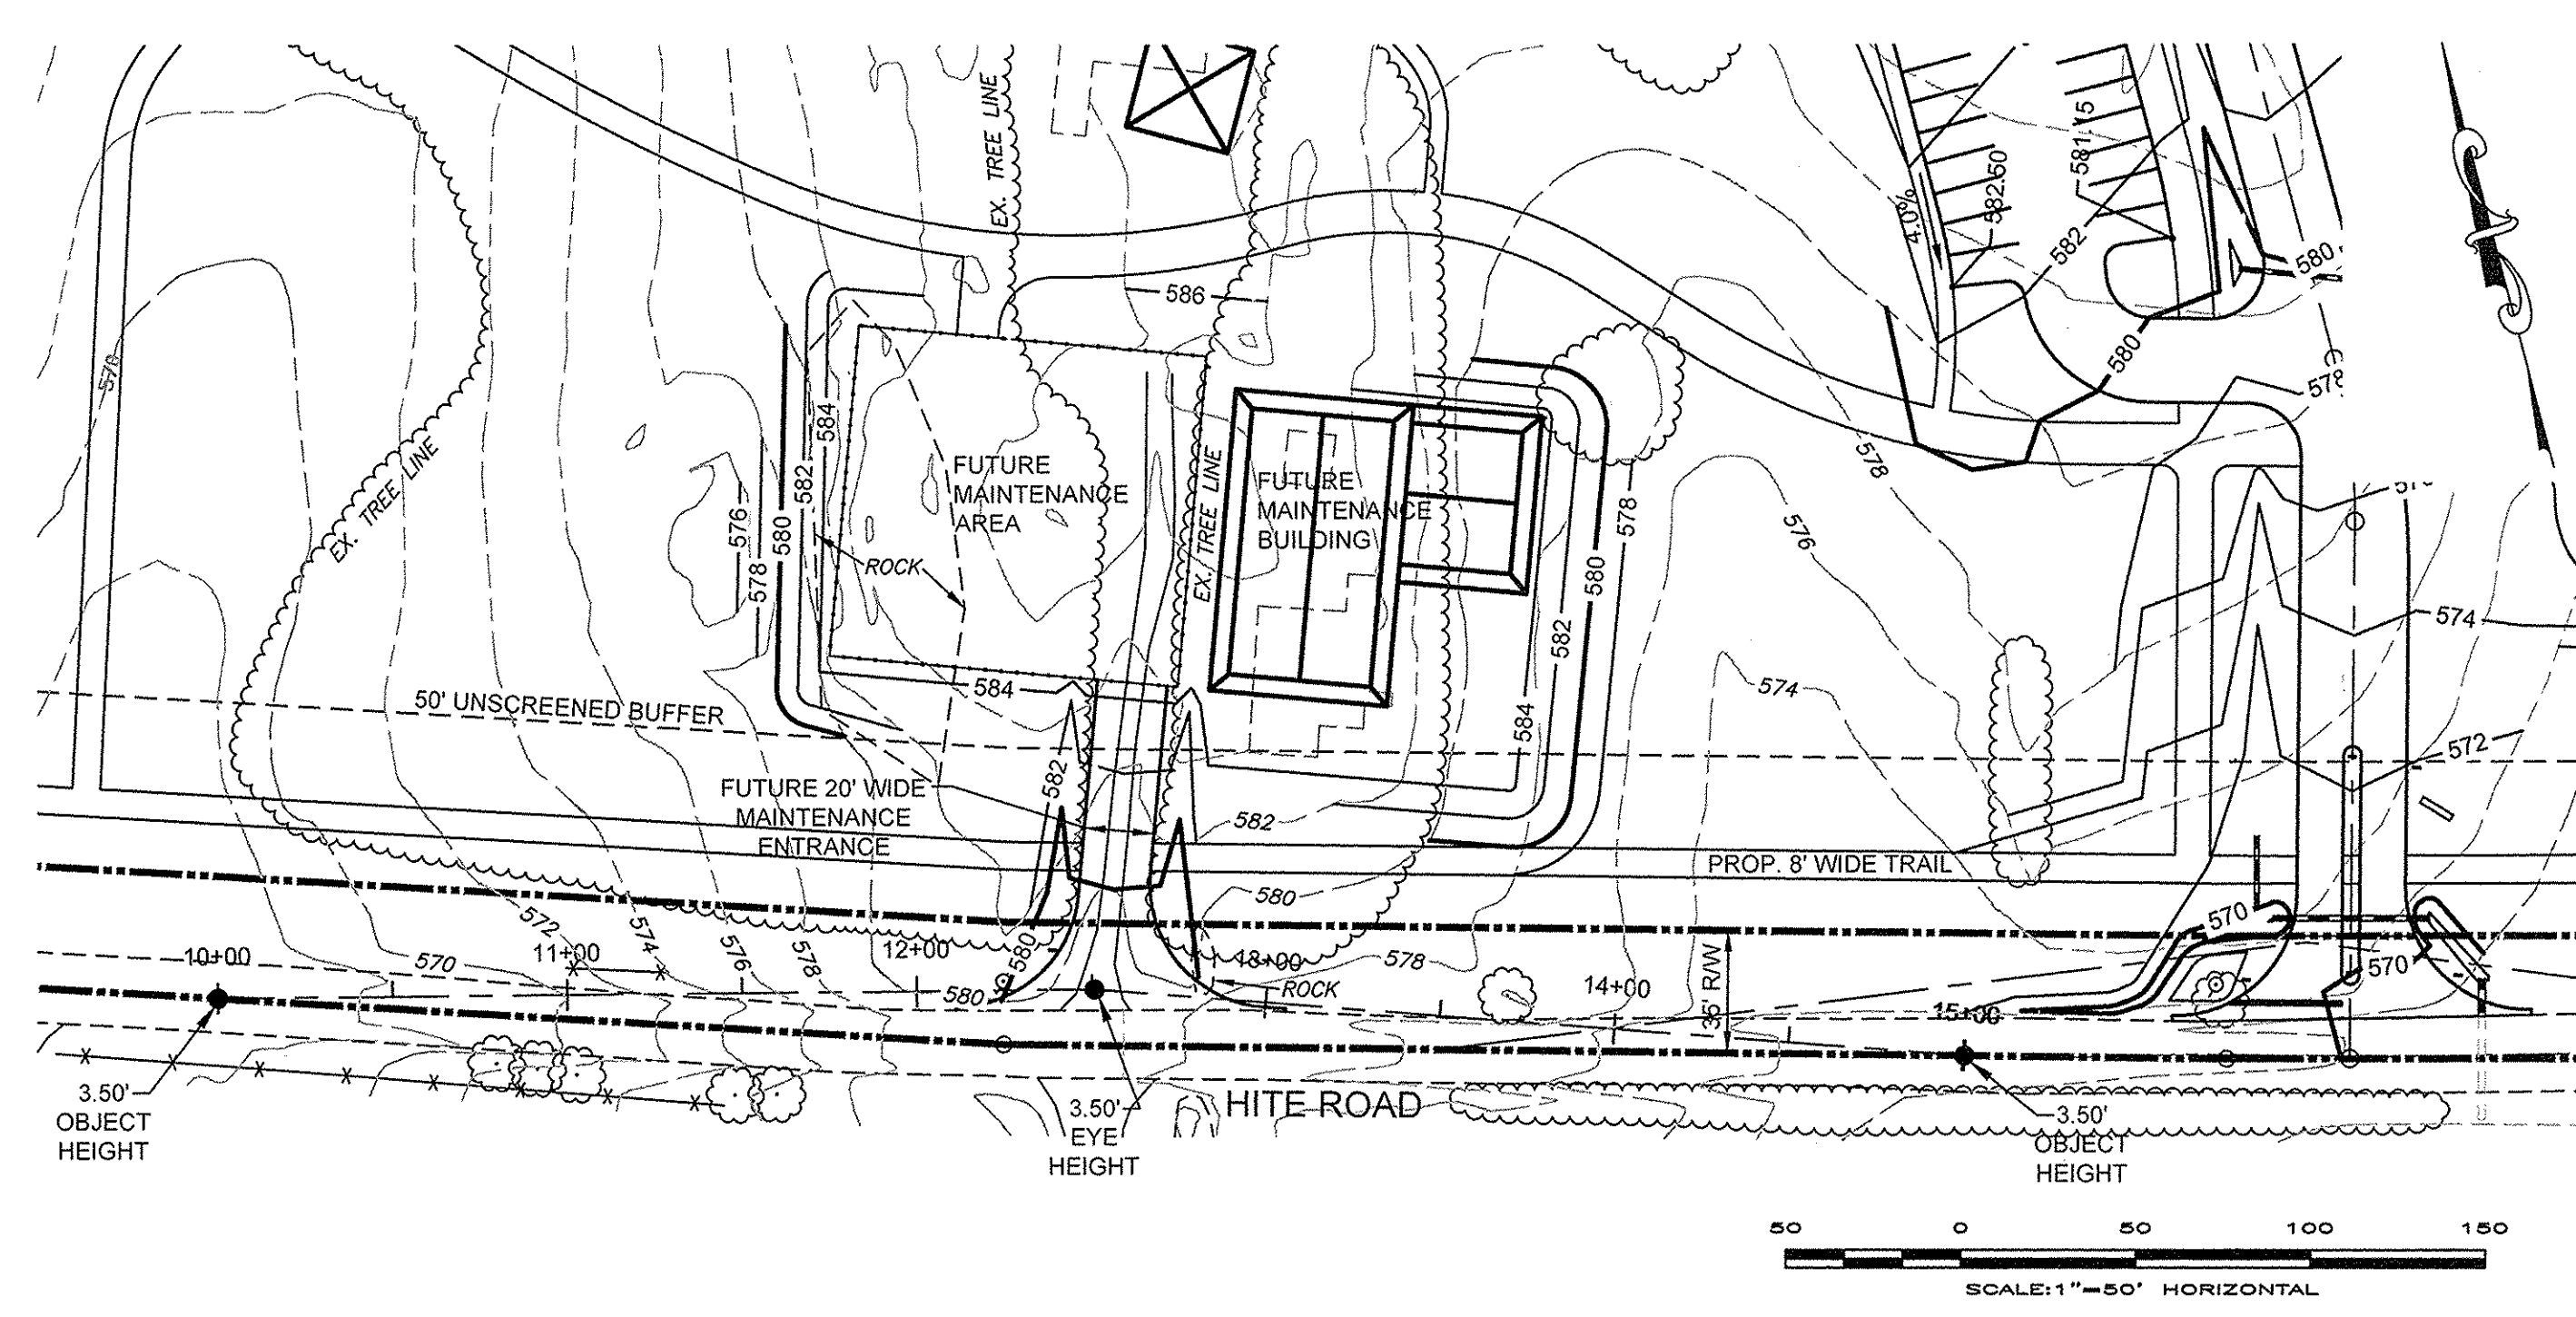 EX. TREE LINE
4.0%
582.50
581.15
582
580
586
580
578
570
EX. TREE LINE
584
582
580
576
578
FUTURE
MAINTENANCE
AREA
ROCK
EX. TREE LINE
FUTURE
MAINTENANCE
BUILDING
578
580
582
584
578
576
574
574
572
50' UNSCREENED BUFFER
584
582
FUTURE 20' WIDE
MAINTENANCE
ENTRANCE
582
580
578
PROP. 8' WIDE TRAIL
572
574
576
578
580
570
570
10+00
570
11+00
12+00
580
13+00
ROCK
14+00
35' R/W
15+00
3.50'
OBJECT
HEIGHT
3.50'
EYE
HEIGHT
HITE ROAD
3.50'
OBJECT
HEIGHT
50 0 50 100 150
SCALE:1"=50' HORIZONTAL